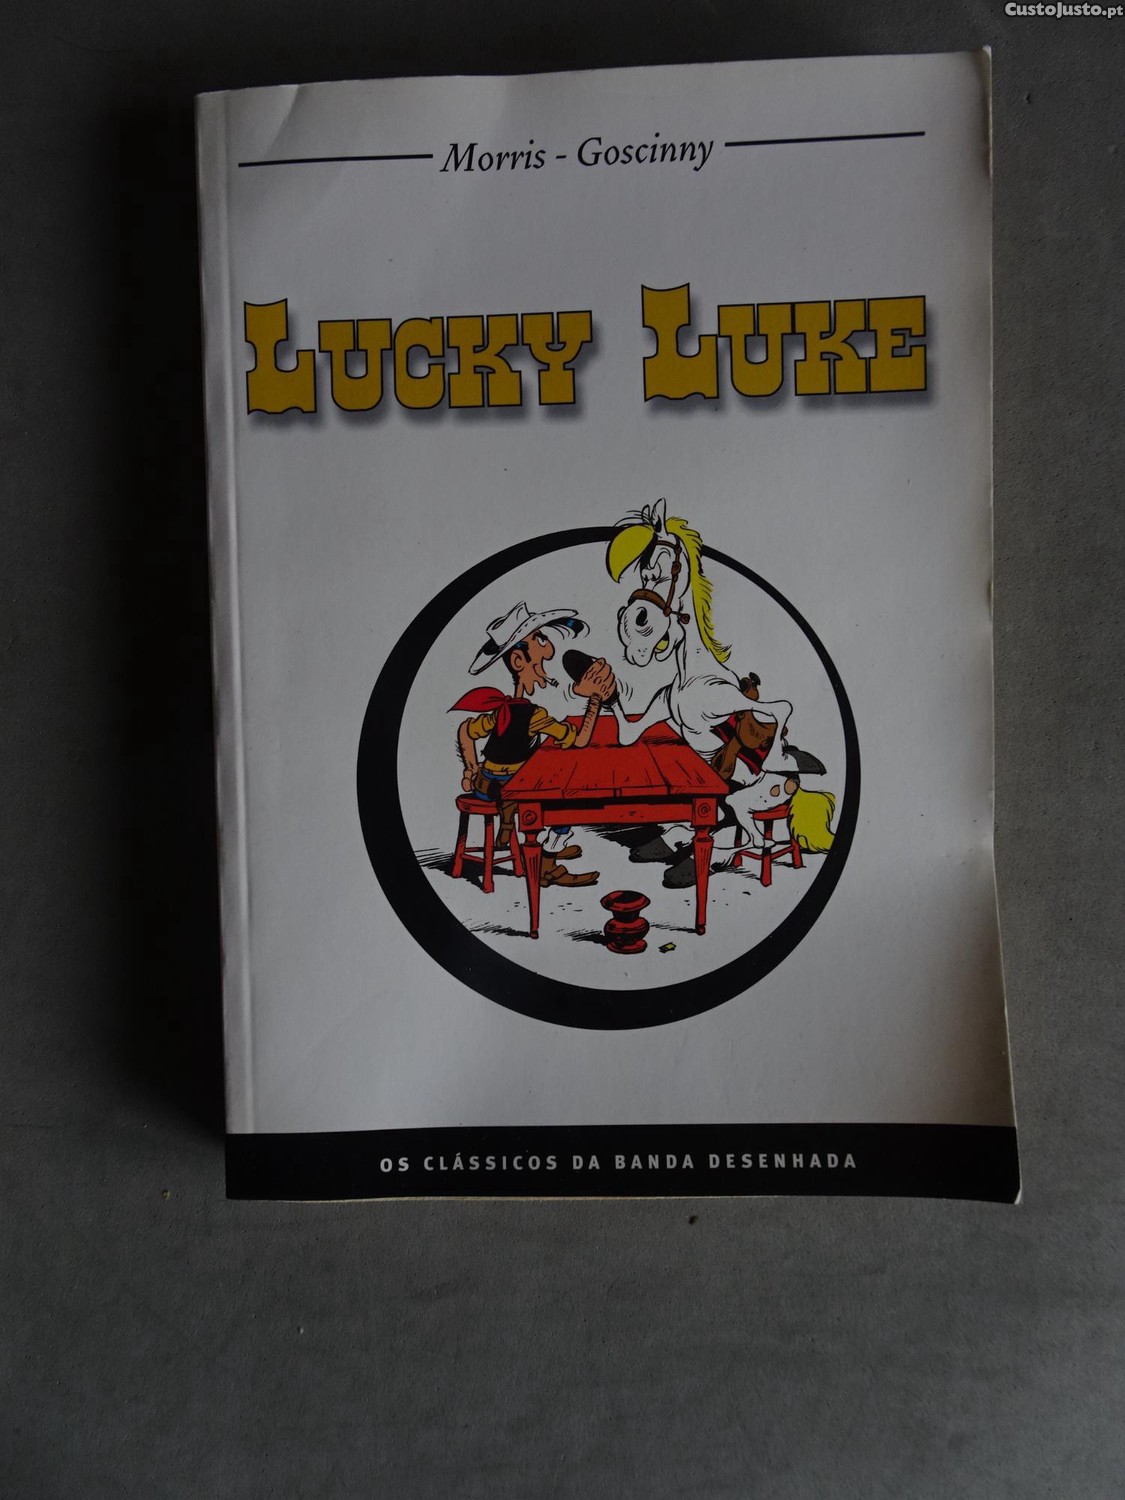 CustoJusto.pt
Morris - Goscinny
LUCKY LUKE
OS CLÁSSICOS DA BANDA DESENHADA